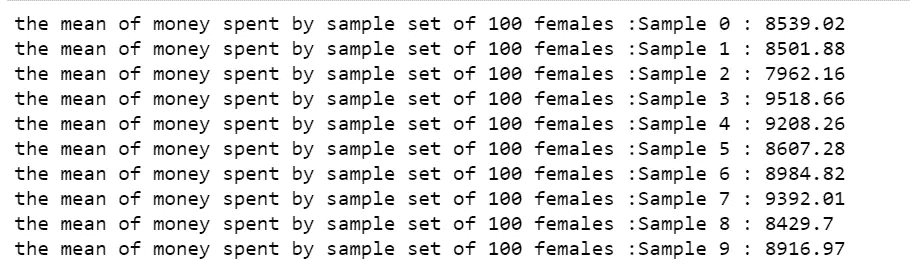 the mean of money spent by sample set of 100 females :Sample 0 : 8539.02
the mean of money spent by sample set of 100 females :Sample 1 : 8501.88
the mean of money spent by sample set of 100 females :Sample 2 : 7962.16
the mean of money spent by sample set of 100 females :Sample 3 : 9518.66
the mean of money spent by sample set of 100 females :Sample 4 : 9208.26
the mean of money spent by sample set of 100 females :Sample 5 : 8607.28
the mean of money spent by sample set of 100 females :Sample 6 : 8984.82
the mean of money spent by sample set of 100 females :Sample 7 : 9392.01
the mean of money spent by sample set of 100 females :Sample 8 : 8429.7
the mean of money spent by sample set of 100 females :Sample 9 : 8916.97